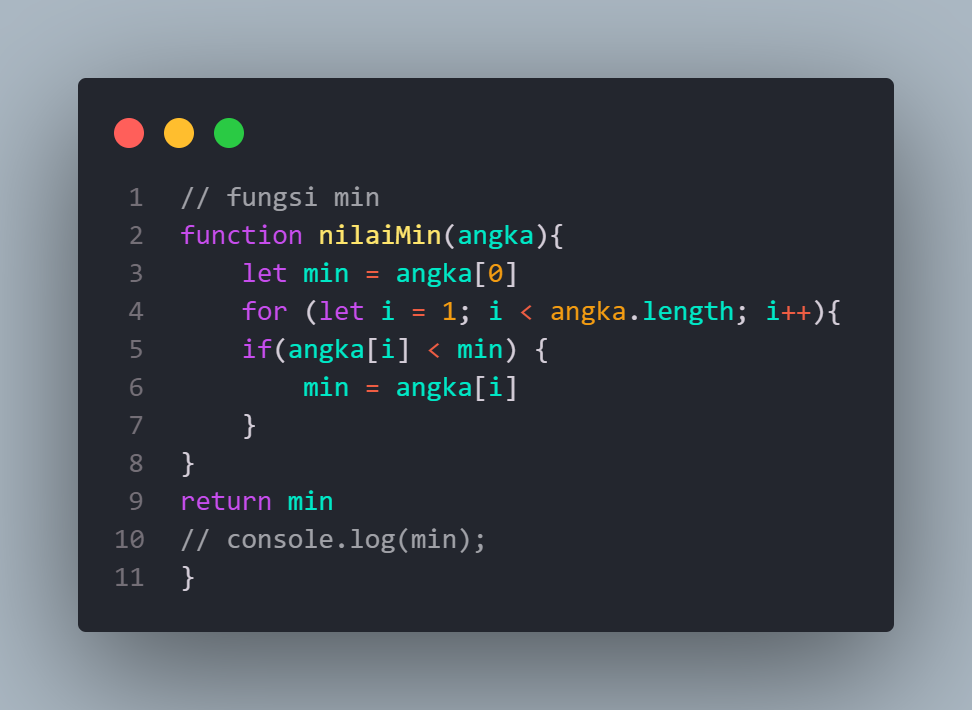 1 // fungsi min
2 function nilaiMin(angka){
3     let min = angka[0]
4     for (let i = 1; i < angka.length; i++){
5     if(angka[i] < min) {
6         min = angka[i]
7     }
8 }
9 return min
10 // console.log(min);
11 }